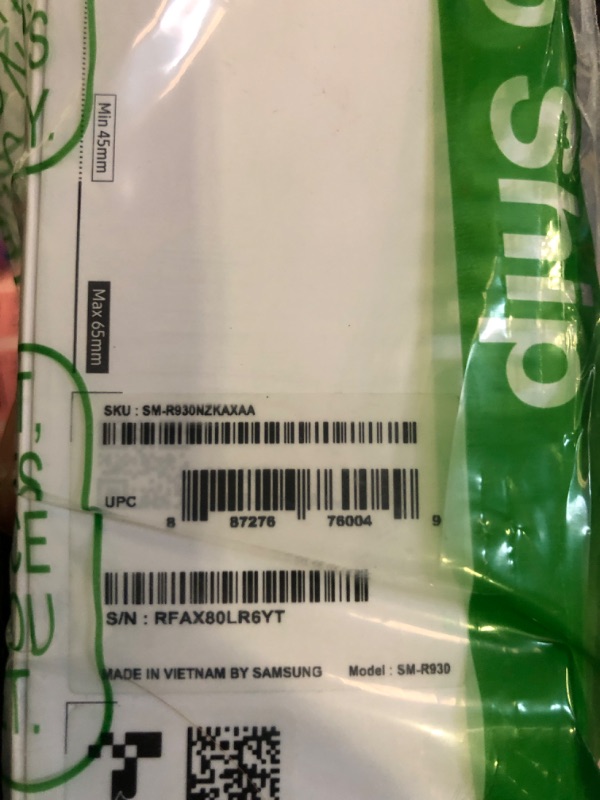 Min 45mm
Max 65mm
Ship
SKU : SM-R930NZKAXAA
UPC
8 87276 76004 9
S/N : RFAX80LR6YT
MADE IN VIETNAM BY SAMSUNG Model : SM-R930